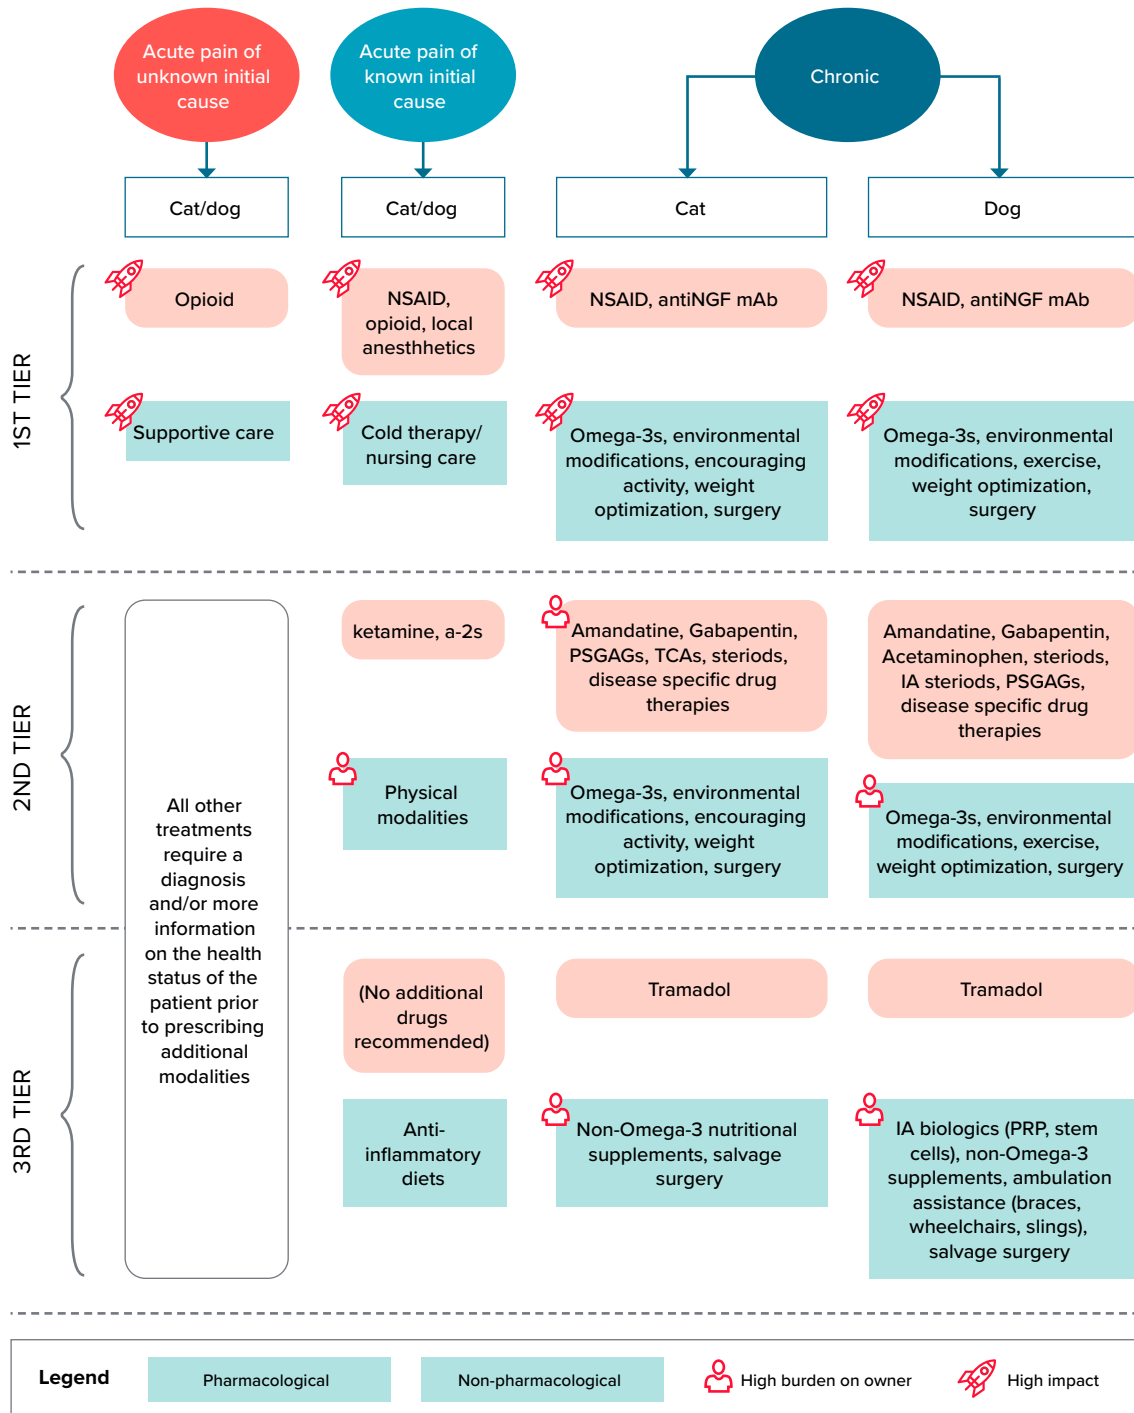 Acute pain of
unknown initial
cause
Acute pain of
known initial
cause
Chronic
Cat/dog
Cat/dog
Cat
Dog
1ST TIER
Opioid
NSAID,
opioid, local
anesthhetics
NSAID, antiNGF mAb
NSAID, antiNGF mAb
Supportive care
Cold therapy/
nursing care
Omega-3s, environmental
modifications, encouraging
activity, weight
optimization, surgery
Omega-3s, environmental
modifications, exercise,
weight optimization,
surgery
2ND TIER
All other
treatments
require a
diagnosis
and/or more
information
on the health
status of the
patient prior
to prescribing
additional
modalities
ketamine, a-2s
Amandatine, Gabapentin,
PSGAGs, TCAs, steriods,
disease specific drug
therapies
Amandatine, Gabapentin,
Acetaminophen, steriods,
IA steriods, PSGAGs,
disease specific drug
therapies
Physical
modalities
Omega-3s, environmental
modifications, encouraging
activity, weight
optimization, surgery
Omega-3s, environmental
modifications, exercise,
weight optimization, surgery
3RD TIER
(No additional
drugs
recommended)
Tramadol
Tramadol
Anti-
inflammatory
diets
Non-Omega-3 nutritional
supplements, salvage
surgery
IA biologics (PRP, stem
cells), non-Omega-3
supplements, ambulation
assistance (braces,
wheelchairs, slings),
salvage surgery
Legend
Pharmacological
Non-pharmacological
High burden on owner
High impact